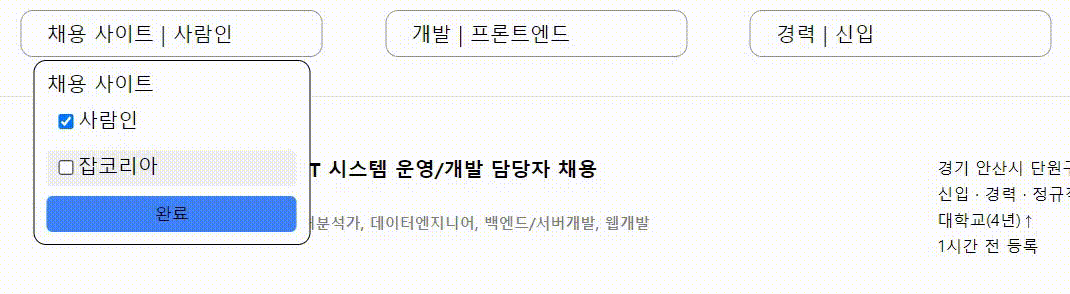 채용 사이트 | 사람인
개발 | 프론트엔드
경력 | 신입
채용 사이트
사람인
잡코리아
완료
T 시스템 운영/개발 담당자 채용
분석가, 데이터엔지니어, 백엔드/서버개발, 웹개발
경기 안산시 단원구
신입 · 경력 · 정규직
대학교(4년)↑
1시간 전 등록